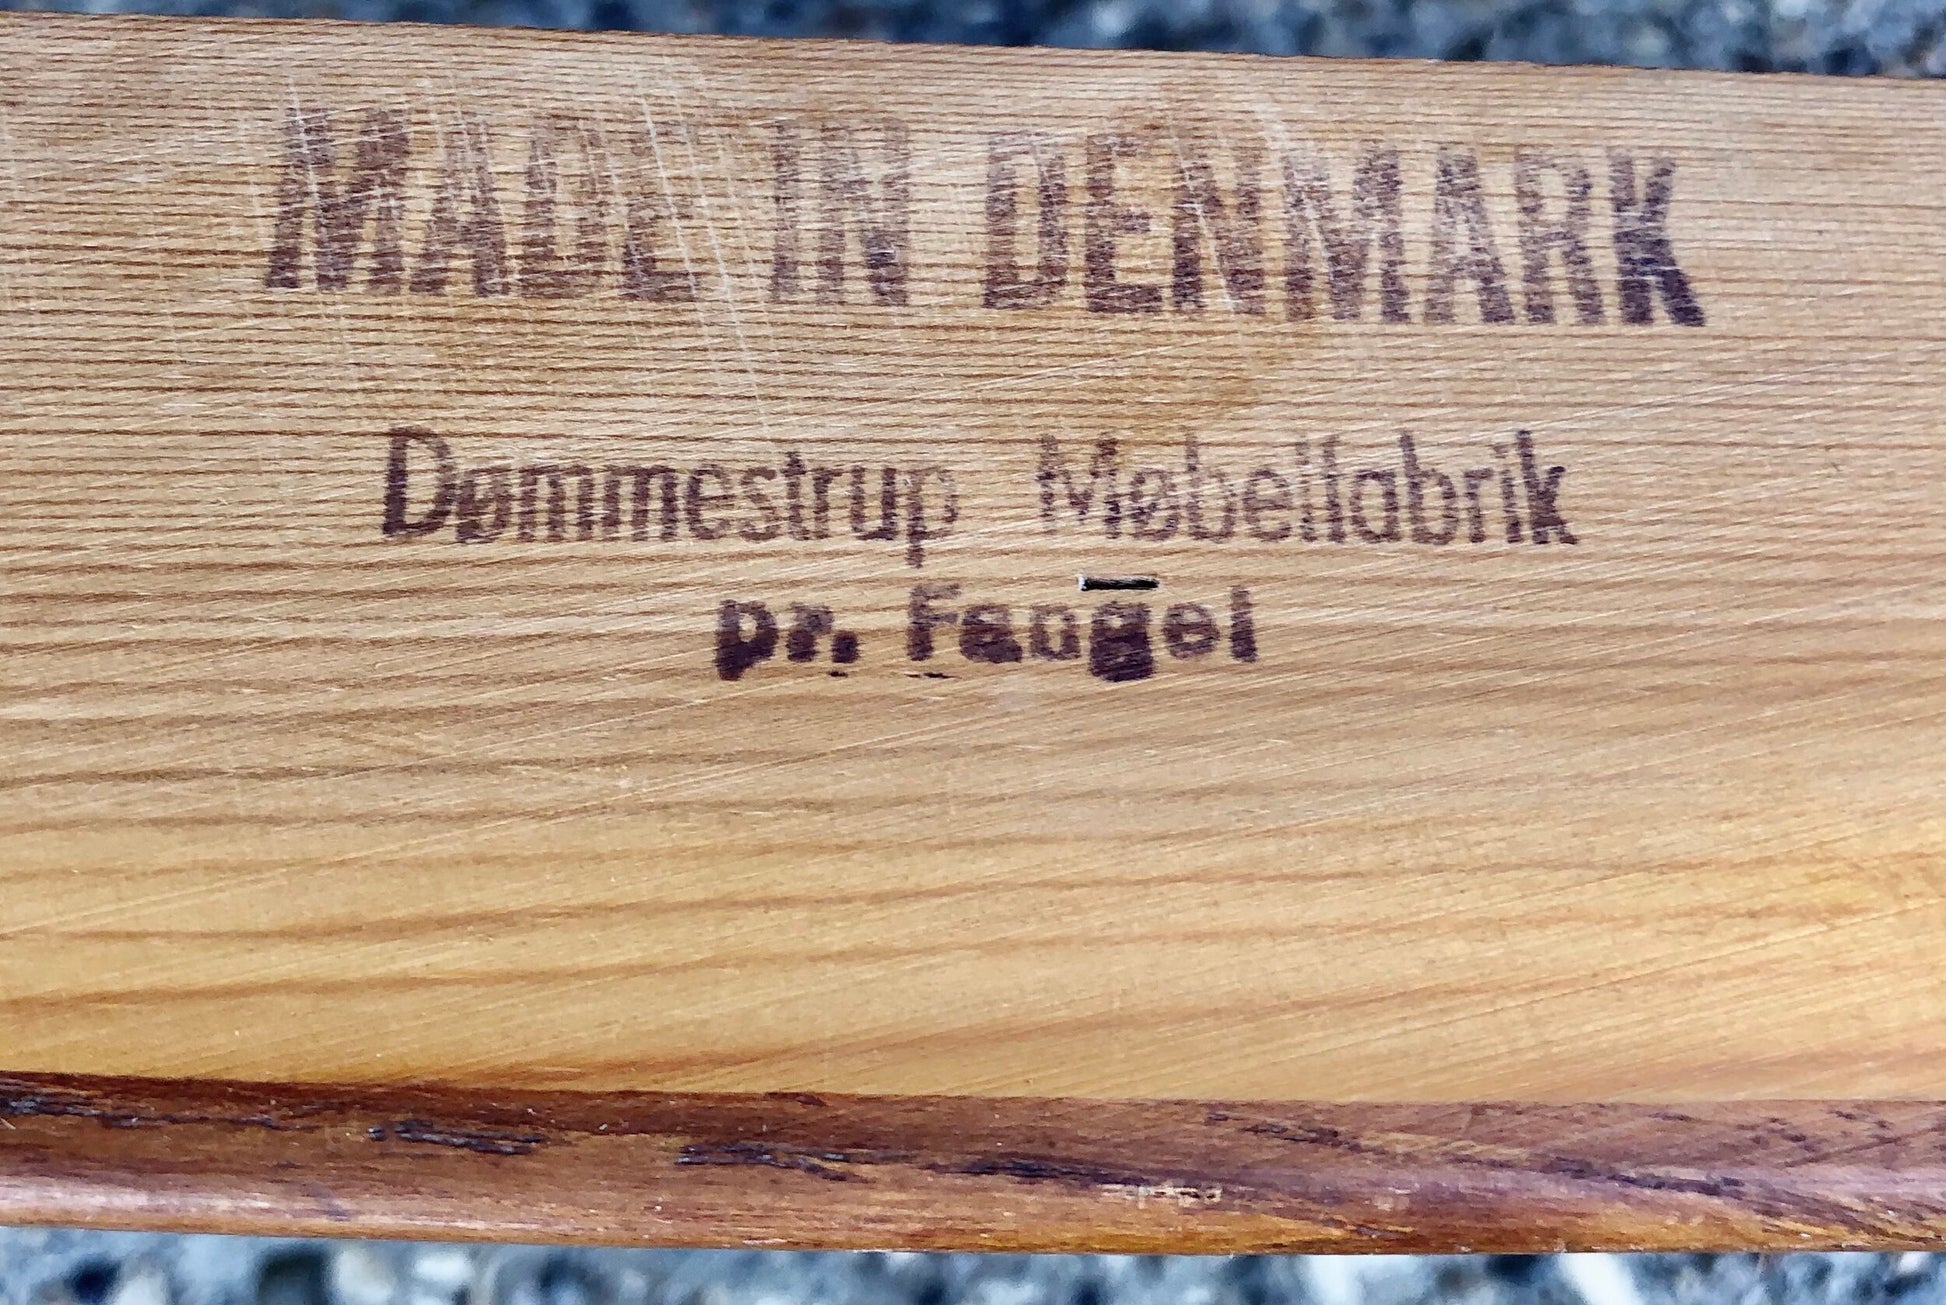 MADE IN DENMARK
Dømmestrup Møbelfabrik
pr. Fangel